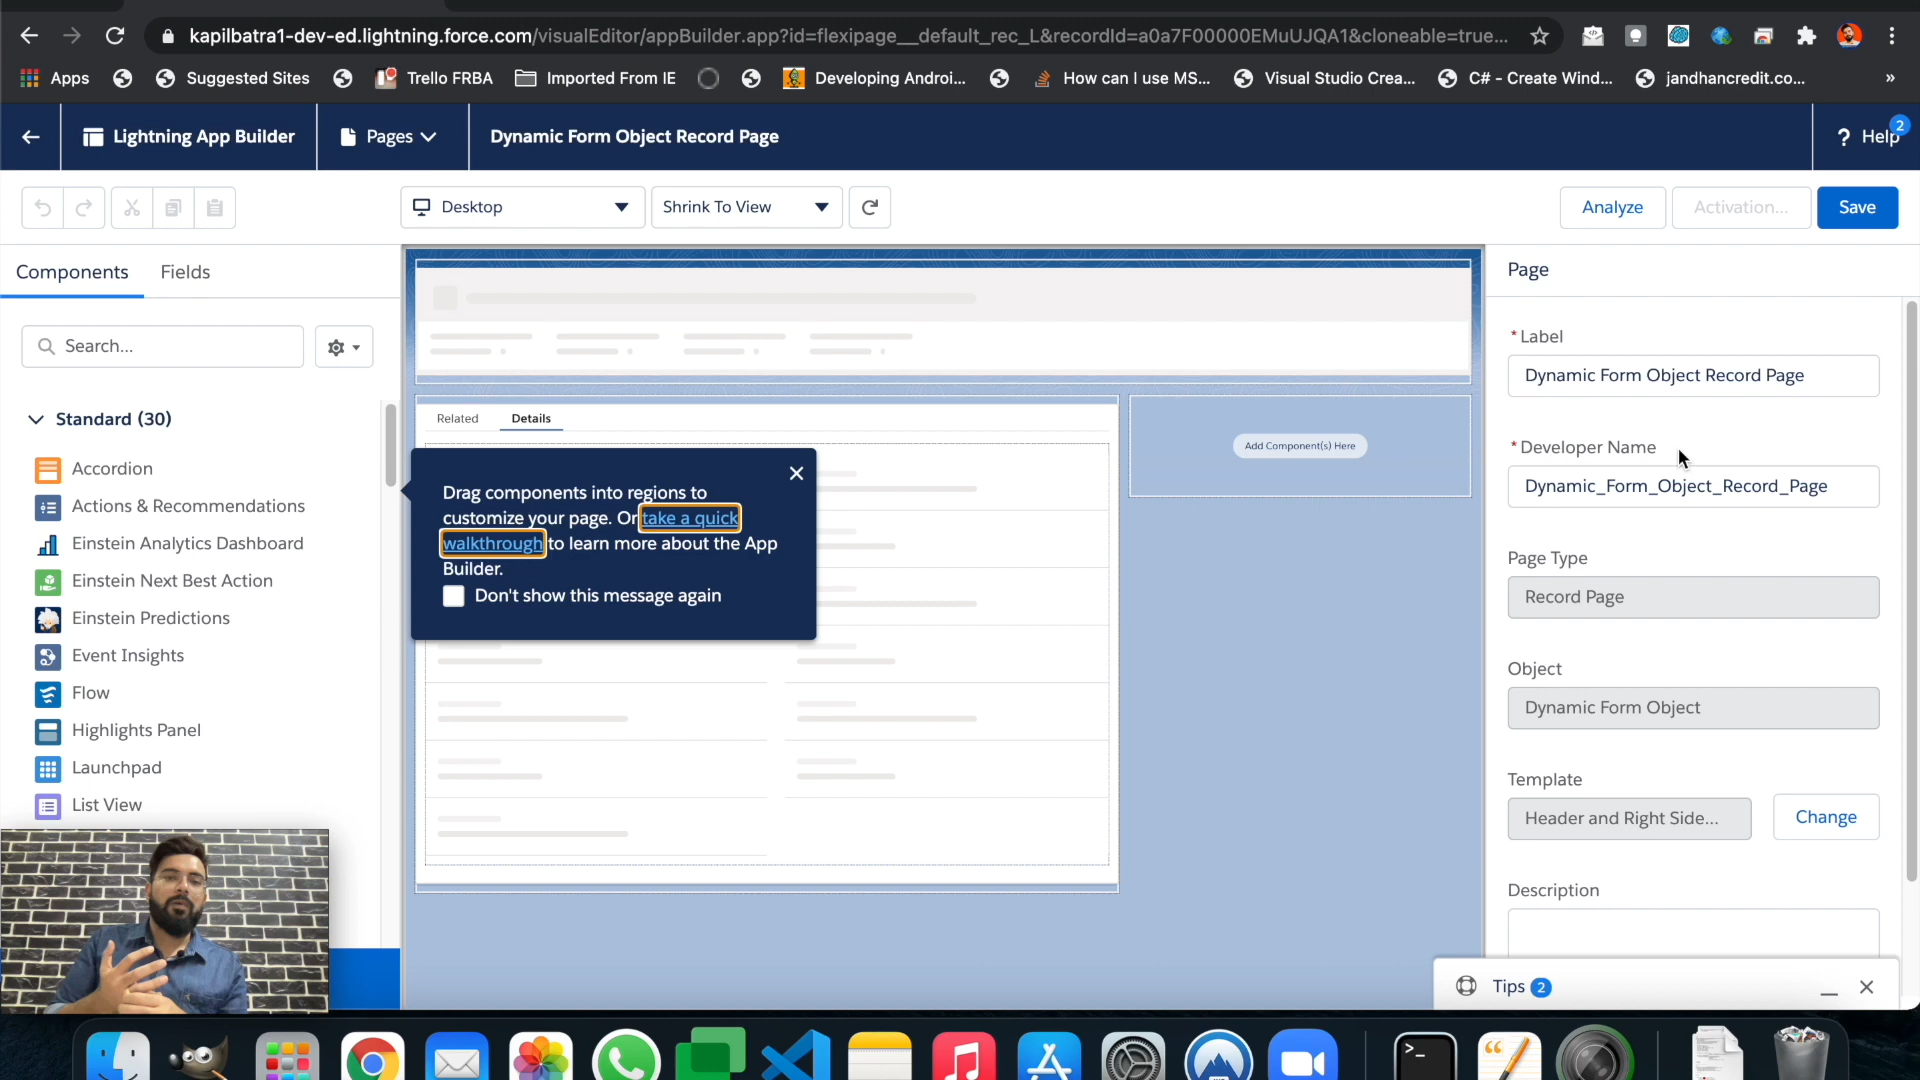 kapilbatra1-dev-ed.lightning.force.com/visualEditor/appBuilder.app?id=flexipage__default_rec_L&recordId=a0a7F00000EMuUJQA1&cloneable=true...
Apps
Suggested Sites
Trello FRBA
Imported From IE
Developing Androi...
How can I use MS...
Visual Studio Crea...
C# - Create Wind...
jandhancredit.co...
»
Lightning App Builder
Pages
Dynamic Form Object Record Page
? Help
2
Desktop
Shrink To View
Analyze
Activation...
Save
Components
Fields
Search...
Standard (30)
Accordion
Actions & Recommendations
Einstein Analytics Dashboard
Einstein Next Best Action
Einstein Predictions
Event Insights
Flow
Highlights Panel
Launchpad
List View
Related
Details
Drag components into regions to
customize your page. Or take a quick
walkthrough to learn more about the App
Builder.
Don't show this message again
Add Component(s) Here
Page
* Label
Dynamic Form Object Record Page
* Developer Name
Dynamic_Form_Object_Record_Page
Page Type
Record Page
Object
Dynamic Form Object
Template
Header and Right Side...
Change
Description
Tips 2